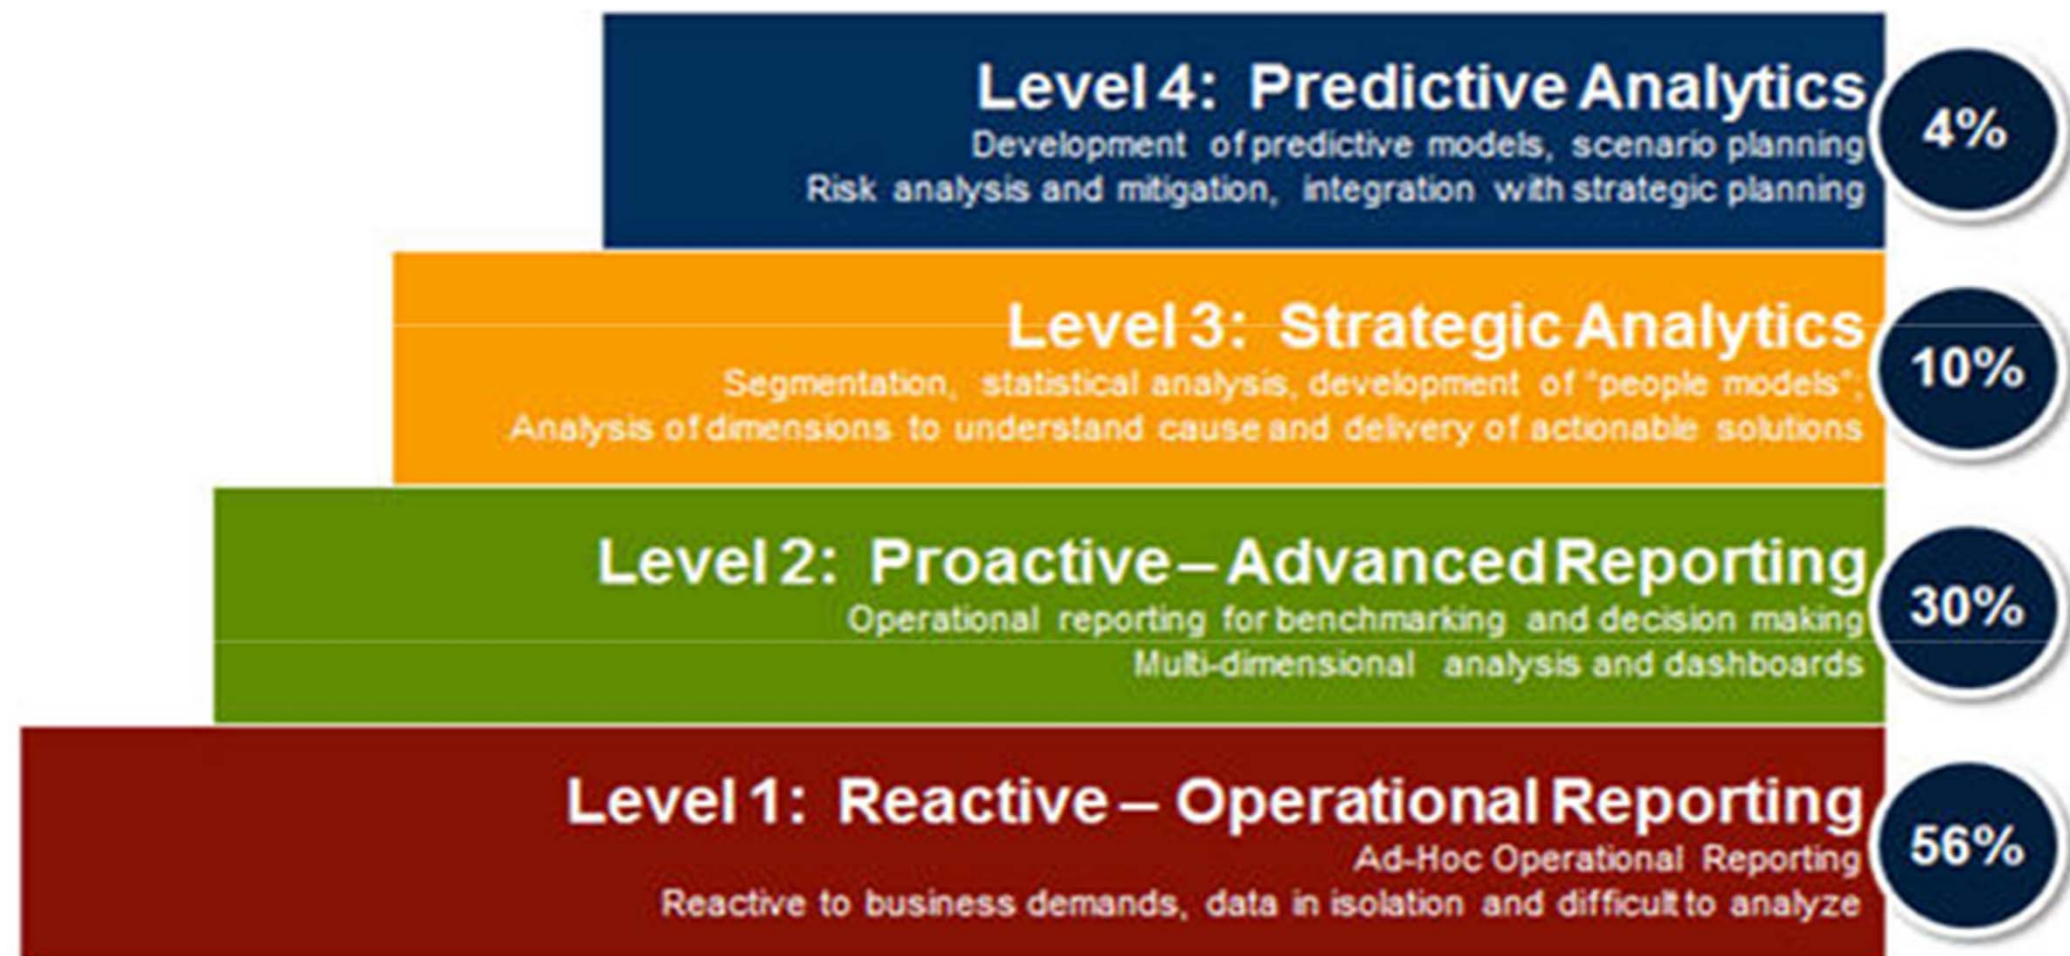 Level 4: Predictive Analytics
Development of predictive models, scenario planning
Risk analysis and mitigation, integration with strategic planning
4%
Level 3: Strategic Analytics
Segmentation, statistical analysis, development of "people models";
Analysis of dimensions to understand cause and delivery of actionable solutions
10%
Level 2: Proactive – Advanced Reporting
Operational reporting for benchmarking and decision making
Multi-dimensional analysis and dashboards
30%
Level 1: Reactive – Operational Reporting
Ad-Hoc Operational Reporting
Reactive to business demands, data in isolation and difficult to analyze
56%